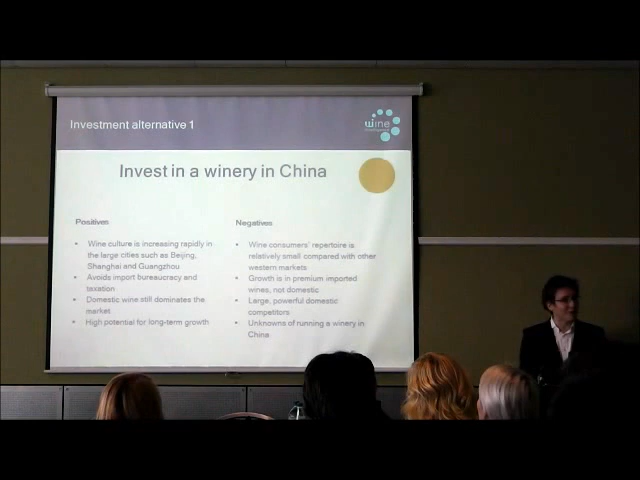 Investment alternative 1
wine
Invest in a winery in China
Positives
• Wine culture is increasing rapidly in
the large cities such as Beijing,
Shanghai and Guangzhou
• Avoids import bureaucracy and
taxation
• Domestic wine still dominates the
market
• High potential for long-term growth
Negatives
• Wine consumers' repertoire is
relatively small compared with other
western markets
• Growth is in premium imported
wines, not domestic
• Large, powerful domestic
competitors
• Unknowns of running a winery in
China